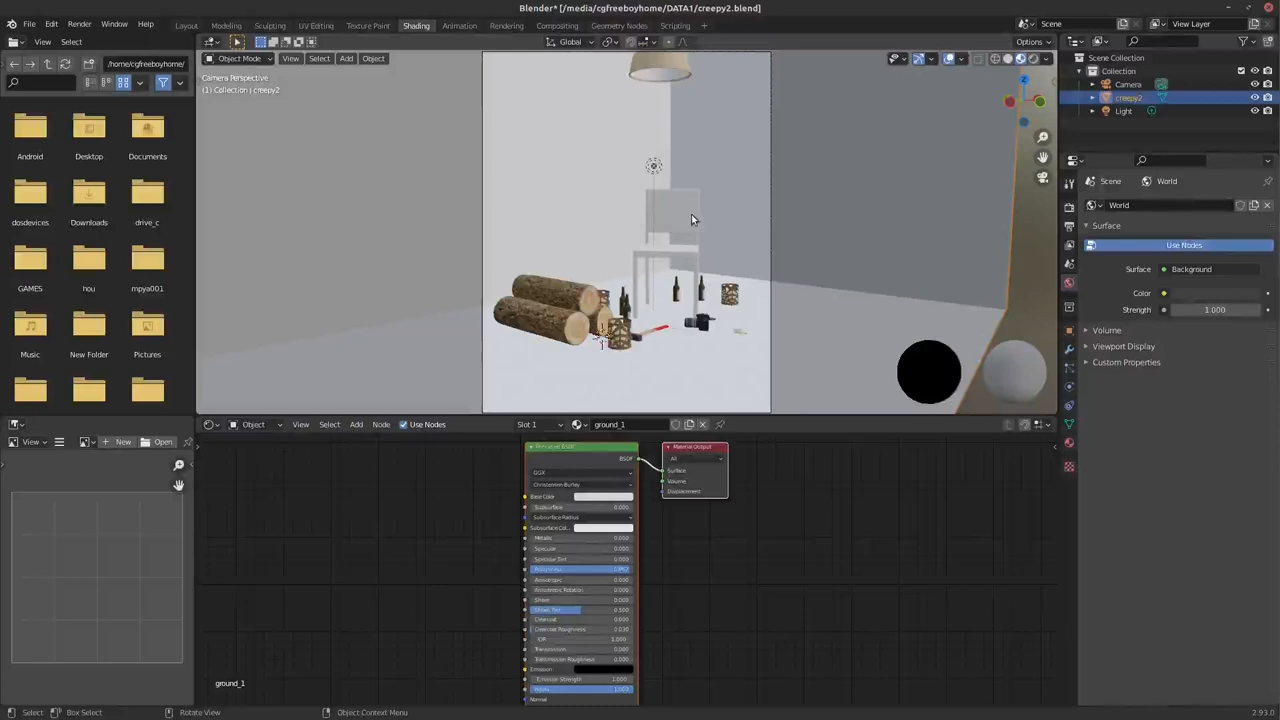 Blender* [/media/cgfreeboyhome/DATA1/creepy2.blend]
File Edit Render Window Help
Layout Modeling Sculpting UV Editing Texture Paint Shading Animation Rendering Compositing Geometry Nodes Scripting
Scene
View Layer
View Select
Global
Options
/home/cgfreeboyhome/
Object Mode View Select Add Object
Camera Perspective
(1) Collection | creepy2
Scene Collection
Collection
Camera
creepy2
Light
Android Desktop Documents
dosdevices Downloads drive_c
GAMES hou mpya001
Music New Folder Pictures
Scene World
World
Surface
Use Nodes
Surface Background
Color
Strength 1.000
Volume
Viewport Display
Custom Properties
View New Open
Object View Select Add Node Use Nodes Slot 1 ground_1
Principled BSDF
BSDF
GGX
Christensen-Burley
Base Color
Subsurface 0.000
Subsurface Radius
Subsurface Col..
Metallic 0.000
Specular 0.000
Specular Tint 0.000
Roughness
Anisotropic 0.000
Anisotropic Rotation 0.000
Sheen 0.000
Sheen Tint 0.500
Clearcoat 0.000
Clearcoat Roughness 0.030
IOR 1.000
Transmission 0.000
Transmission Roughness 0.000
Emission
Emission Strength 1.000
Alpha 1.000
Normal
Material Output
All
Surface
Volume
Displacement
ground_1
Select Box Select Rotate View Object Context Menu
2.93.0